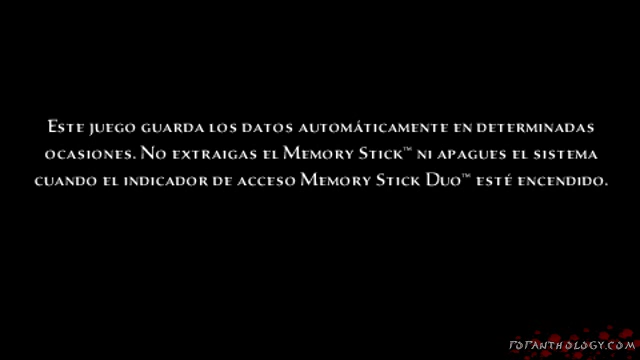 Este juego guarda los datos automáticamente en determinadas
ocasiones. No extraigas el Memory Stick™ ni apagues el sistema
cuando el indicador de acceso Memory Stick Duo™ esté encendido.
POPANTHOLOGY.COM